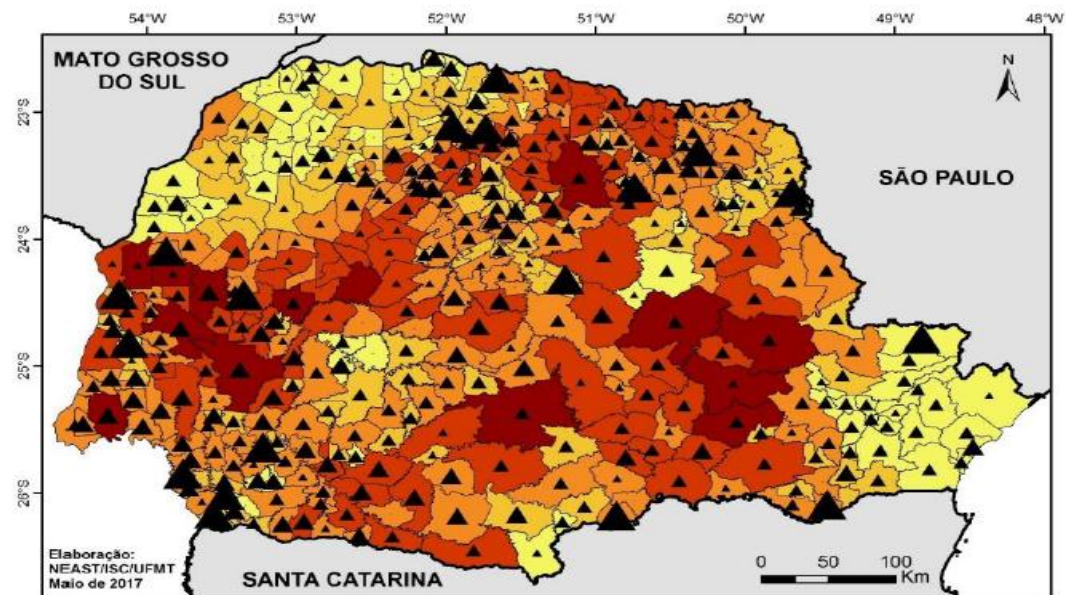 54°W 53°W 52°W 51°W 50°W 49°W 48°W
MATO GROSSO
DO SUL
N
23°S
SÃO PAULO
24°S
25°S
26°S
Elaboração:
NEAST/ISC/UFMT
Maio de 2017
SANTA CATARINA
0 50 100
Km